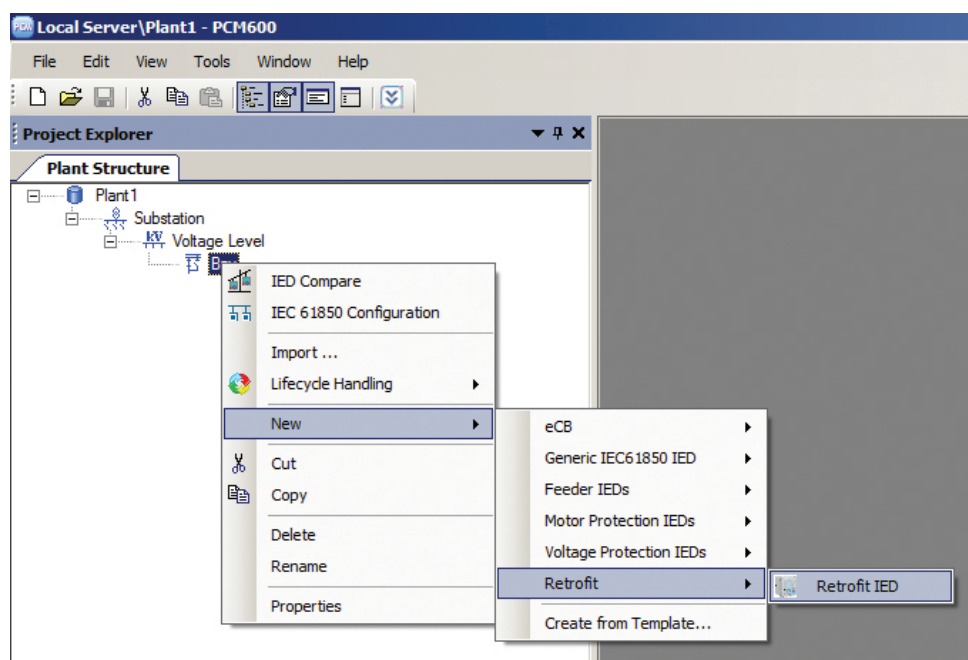 Local Server\Plant1 - PCM600
File Edit View Tools Window Help
Project Explorer
Plant Structure
Plant1
Substation
Voltage Level
IED Compare
IEC 61850 Configuration
Import ...
Lifecycle Handling
New
Cut
Copy
Delete
Rename
Properties
eCB
Generic IEC61850 IED
Feeder IEDs
Motor Protection IEDs
Voltage Protection IEDs
Retrofit
Create from Template...
Retrofit IED